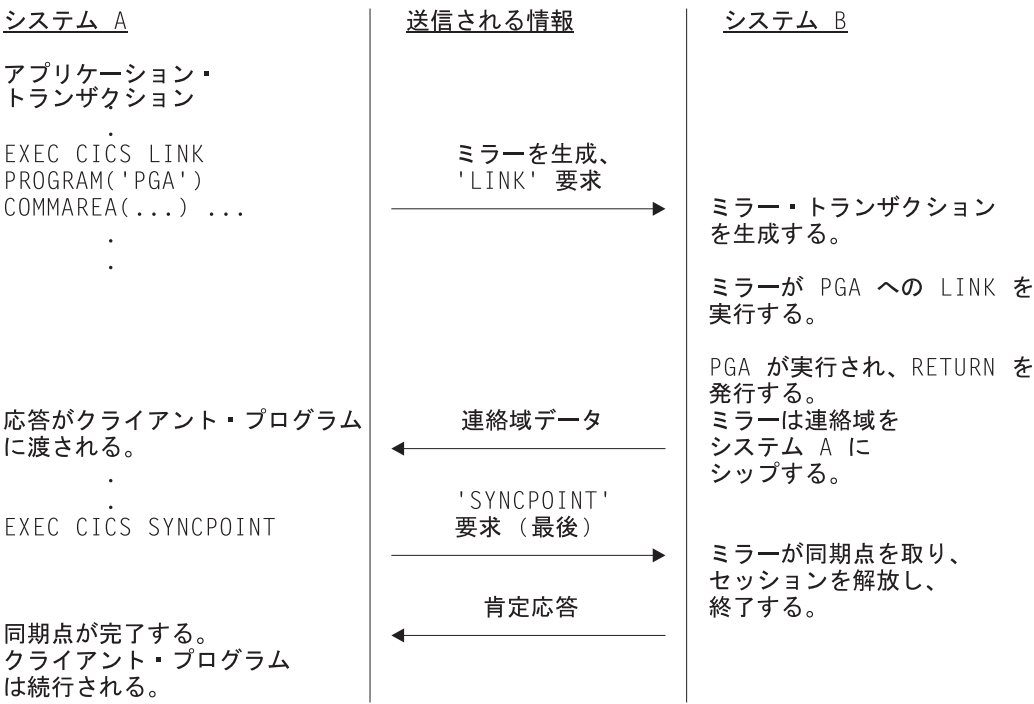 システム A
送信される情報
システム B
アプリケーション・
トランザクション
.
.
EXEC CICS LINK
PROGRAM('PGA')
COMMAREA(...) ...
.
.
ミラーを生成、
'LINK' 要求
ミラー・トランザクション
を生成する。
ミラーが PGA への LINK を
実行する。
PGA が実行され、RETURN を
発行する。
ミラーは連絡域を
システム A に
シップする。
連絡域データ
応答がクライアント・プログラム
に渡される。
.
.
EXEC CICS SYNCPOINT
'SYNCPOINT'
要求 (最後)
ミラーが同期点を取り、
セッションを解放し、
終了する。
肯定応答
同期点が完了する。
クライアント・プログラム
は続行される。